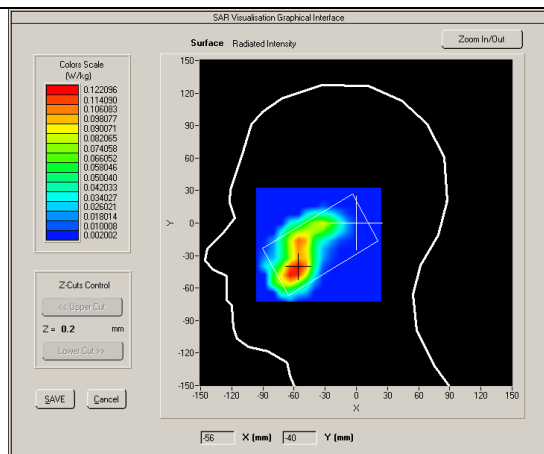 SAR Visualisation Graphical Interface
Surface Radiated Intensity
Zoom In/Out
Colors Scale
(W/kg)
0.122096
0.114090
0.106083
0.098077
0.090071
0.082065
0.074058
0.066052
0.058046
0.050040
0.042033
0.034027
0.026021
0.018014
0.010008
0.002002
Z-Cuts Control
<< Upper Cut
Z = 0.2 mm
Lower Cut >>
SAVE Cancel
150
120
90
60
30
0
-30
-60
-90
-120
-150
Y
-150 -120 -90 -60 -30 0 30 60 90 120 150
X
-56 X (mm) -40 Y (mm)